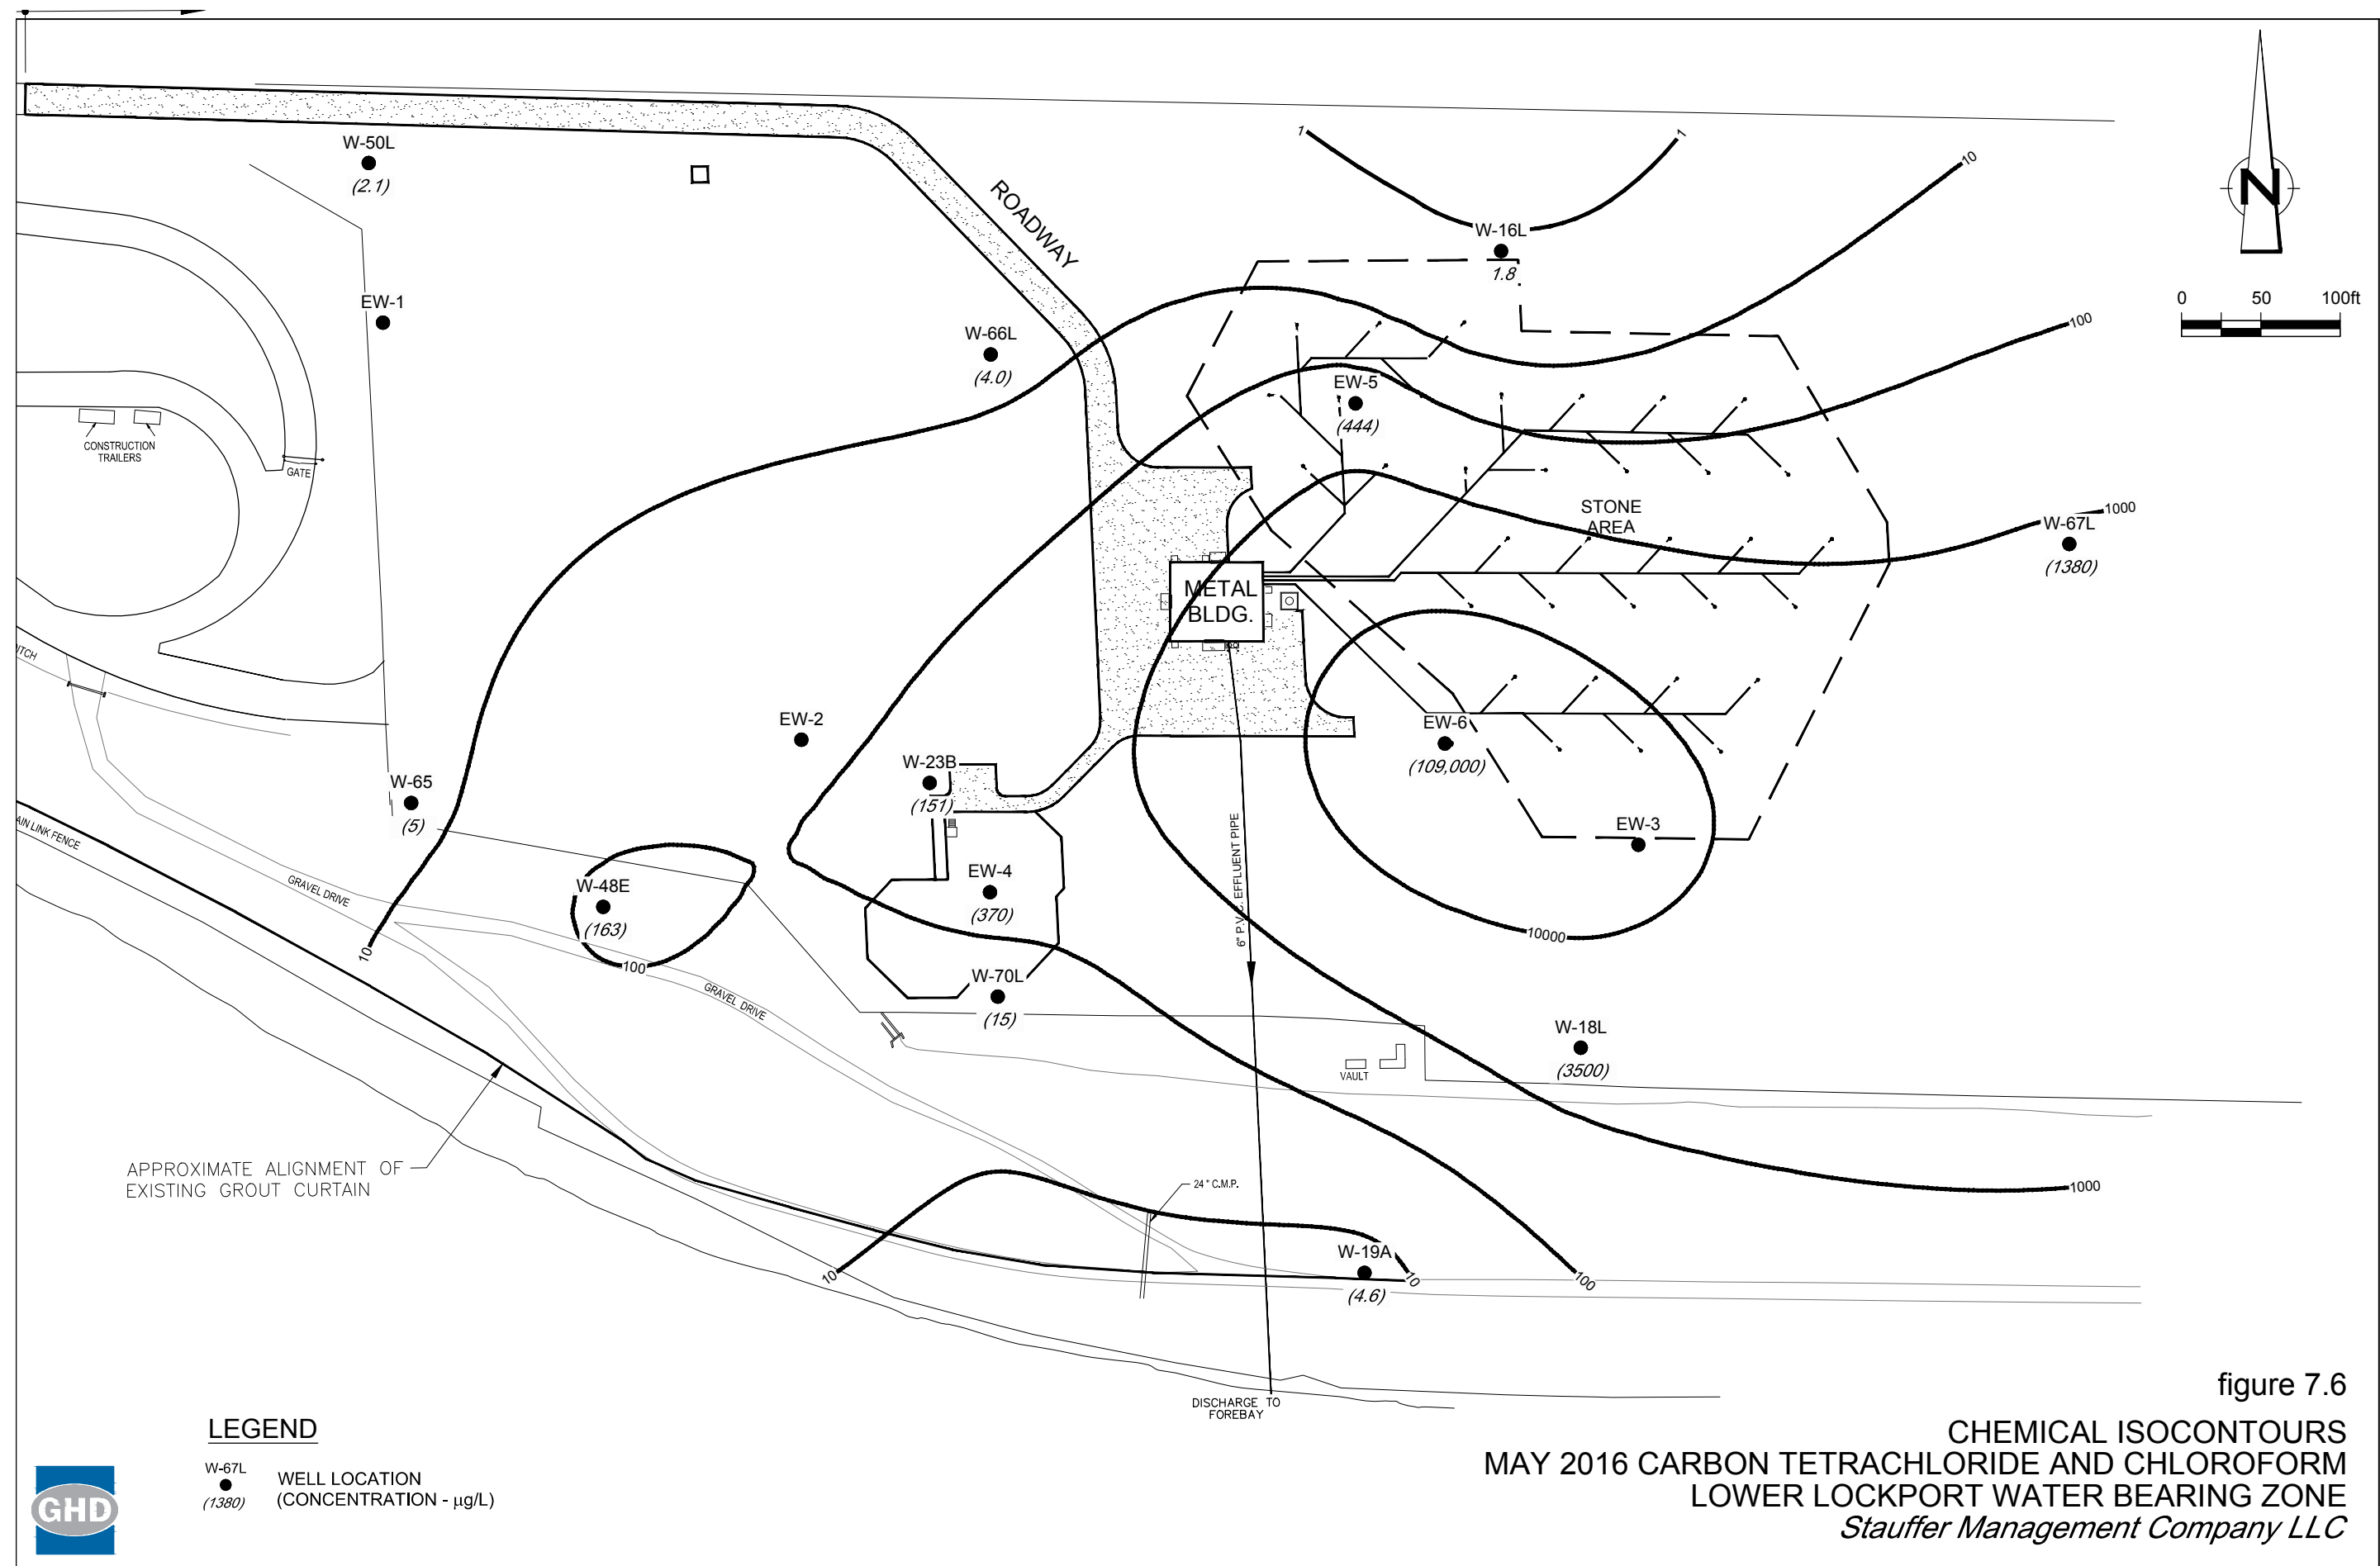 1
1
10
W-50L
(2.1)
ROADWAY
N
W-16L
1.8
0 50 100ft
EW-1
100
W-66L
(4.0)
EW-5
(444)
CONSTRUCTION
TRAILERS
GATE
STONE
AREA
1000
W-67L
(1380)
METAL
BLDG.
ITCH
EW-2
EW-6
(109,000)
W-23B
(151)
W-65
(5)
AIN LINK FENCE
EW-3
6" P.V.C. EFFLUENT PIPE
GRAVEL DRIVE
W-48E
(163)
EW-4
(370)
10
100
10000
W-70L
(15)
GRAVEL DRIVE
W-18L
(3500)
VAULT
APPROXIMATE ALIGNMENT OF
EXISTING GROUT CURTAIN
24" C.M.P.
1000
W-19A
(4.6)
10
10
100
DISCHARGE TO
FOREBAY
figure 7.6
CHEMICAL ISOCONTOURS
MAY 2016 CARBON TETRACHLORIDE AND CHLOROFORM
LOWER LOCKPORT WATER BEARING ZONE
Stauffer Management Company LLC
LEGEND
W-67L
(1380)
WELL LOCATION
(CONCENTRATION - µg/L)
GHD